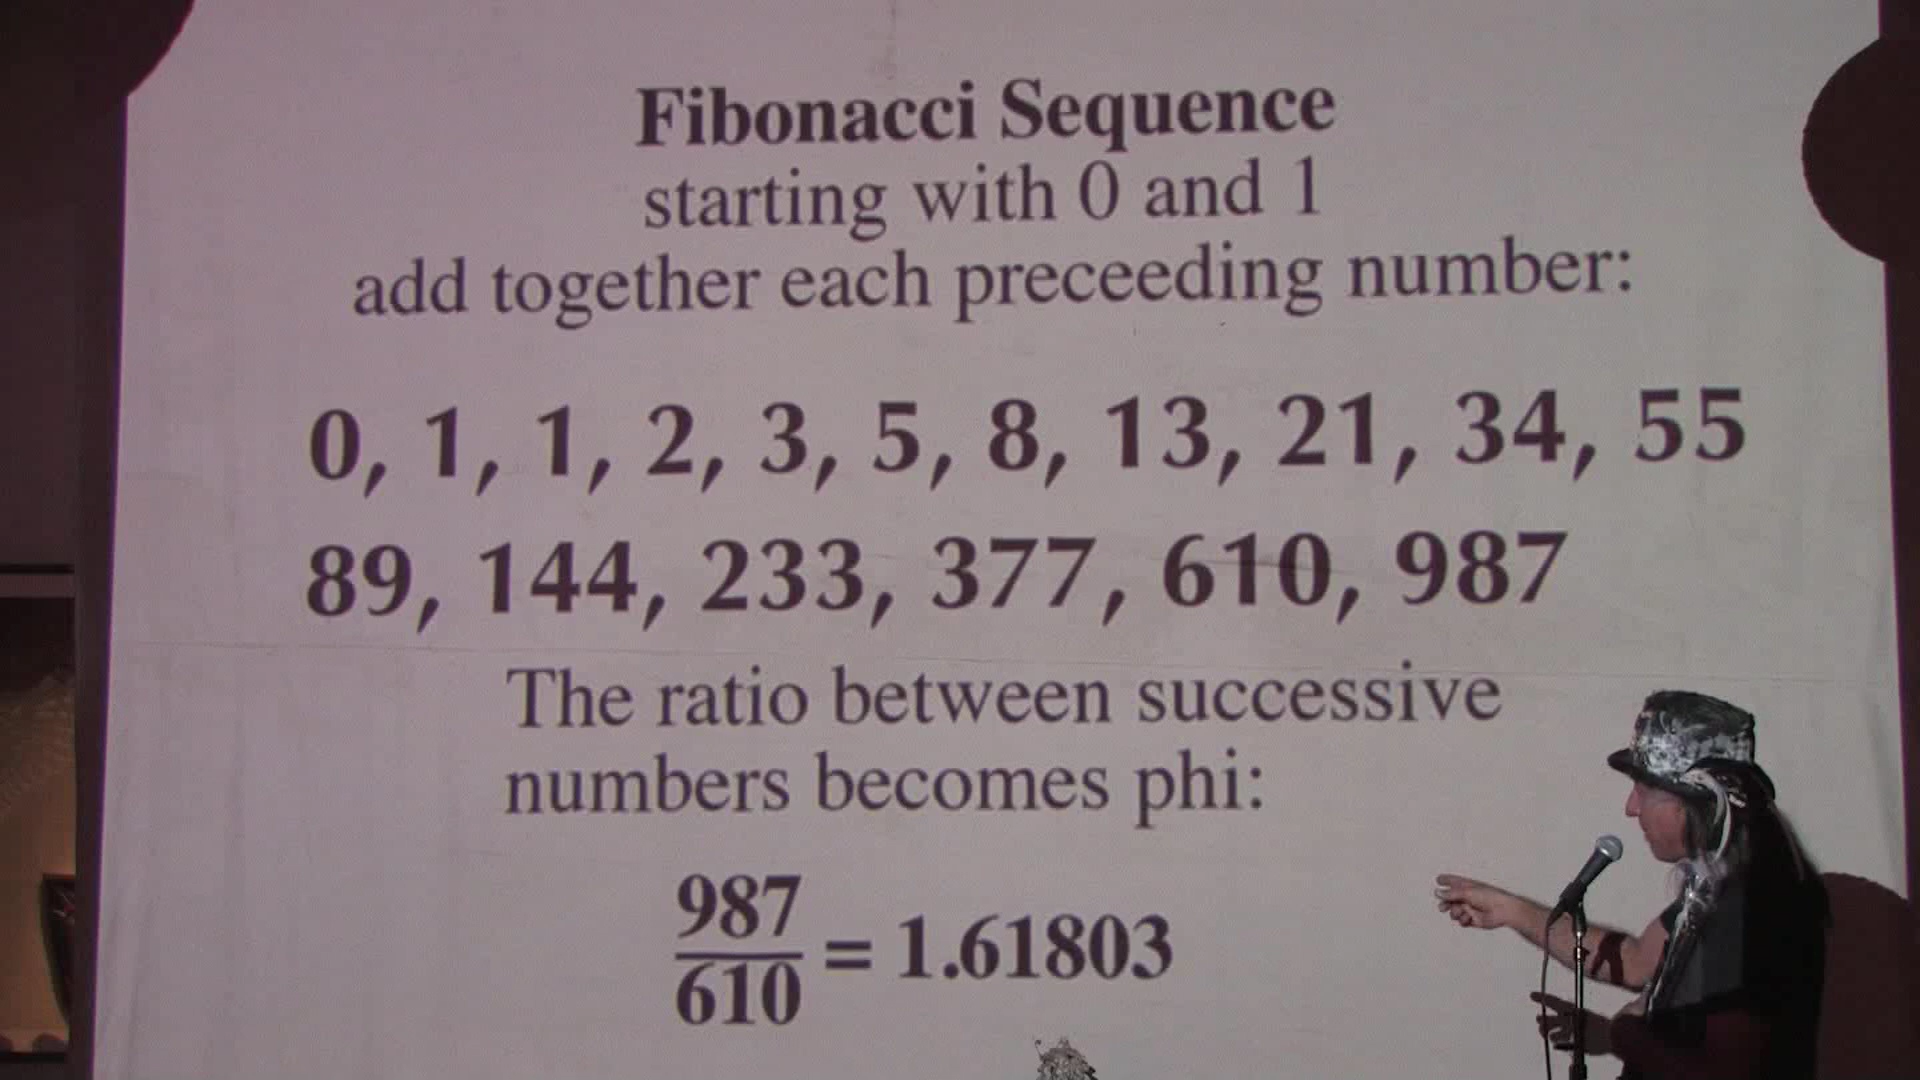 Fibonacci Sequence
starting with 0 and 1
add together each preceeding number:
0, 1, 1, 2, 3, 5, 8, 13, 21, 34, 55
89, 144, 233, 377, 610, 987
The ratio between successive
numbers becomes phi:
987
610
= 1.61803